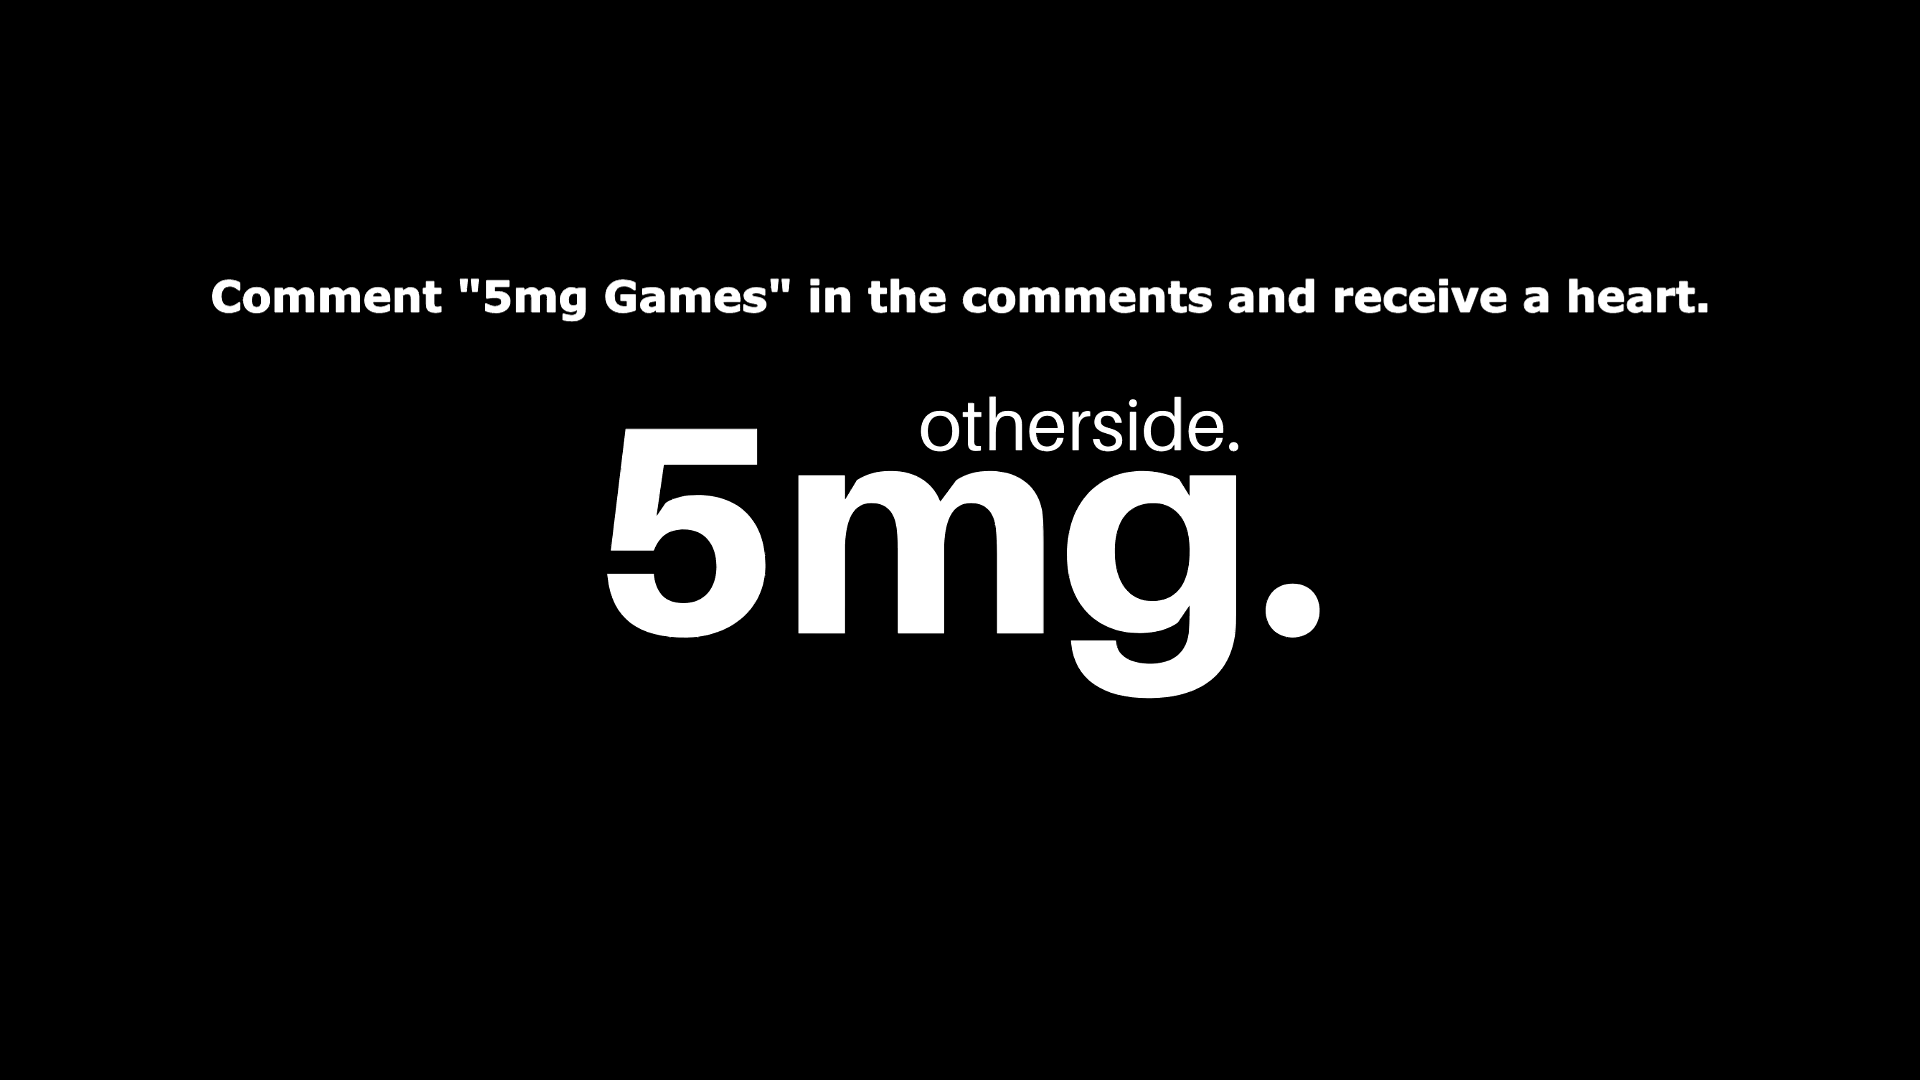 Comment "5mg Games" in the comments and receive a heart.
otherside.
5mg.